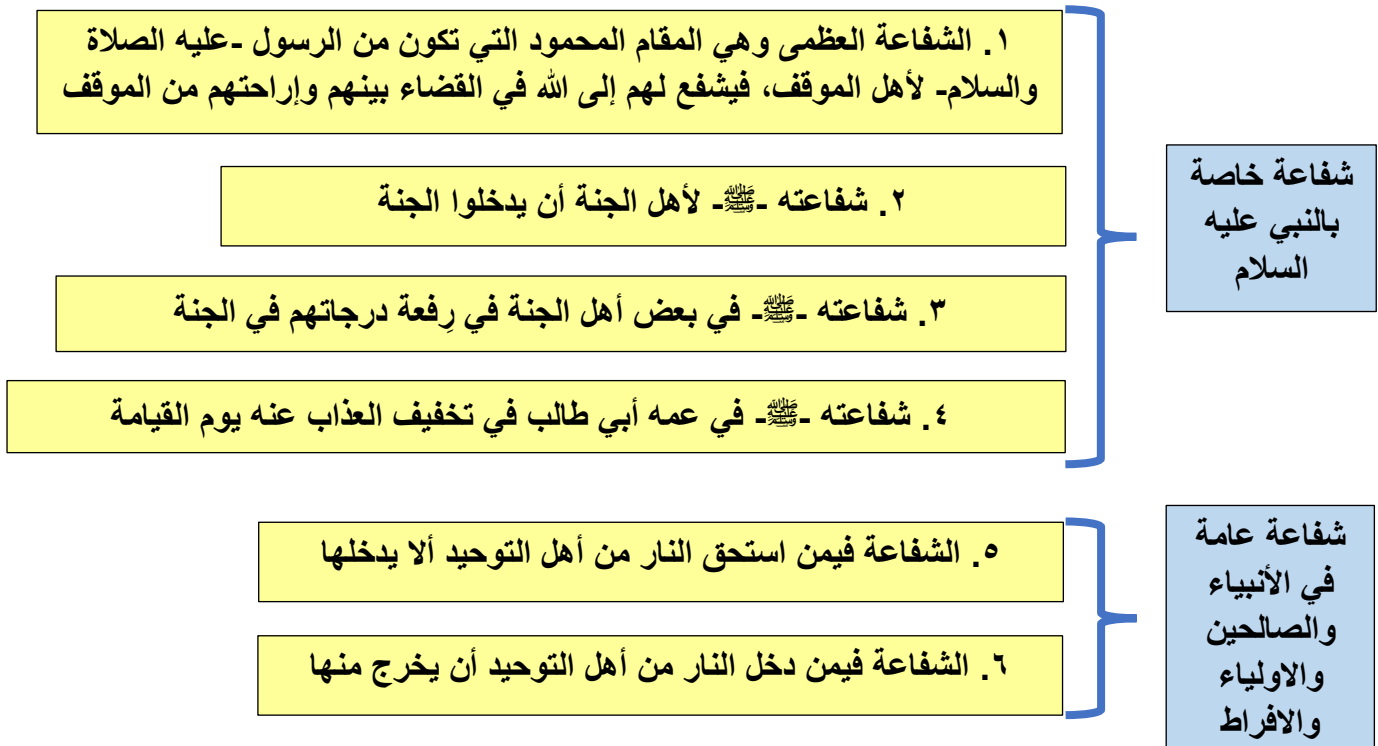 ١. الشفاعة العظمى وهي المقام المحمود التي تكون من الرسول -عليه الصلاة
والسلام- لأهل الموقف، فيشفع لهم إلى الله في القضاء بينهم وإراحتهم من الموقف
شفاعة خاصة
بالنبي عليه
السلام
٢. شفاعته -ﷺ- لأهل الجنة أن يدخلوا الجنة
٣. شفاعته -ﷺ- في بعض أهل الجنة في رِفعة درجاتهم في الجنة
٤. شفاعته -ﷺ- في عمه أبي طالب في تخفيف العذاب عنه يوم القيامة
شفاعة عامة
في الأنبياء
والصالحين
والاولياء
والافراط
٥. الشفاعة فيمن استحق النار من أهل التوحيد ألا يدخلها
٦. الشفاعة فيمن دخل النار من أهل التوحيد أن يخرج منها